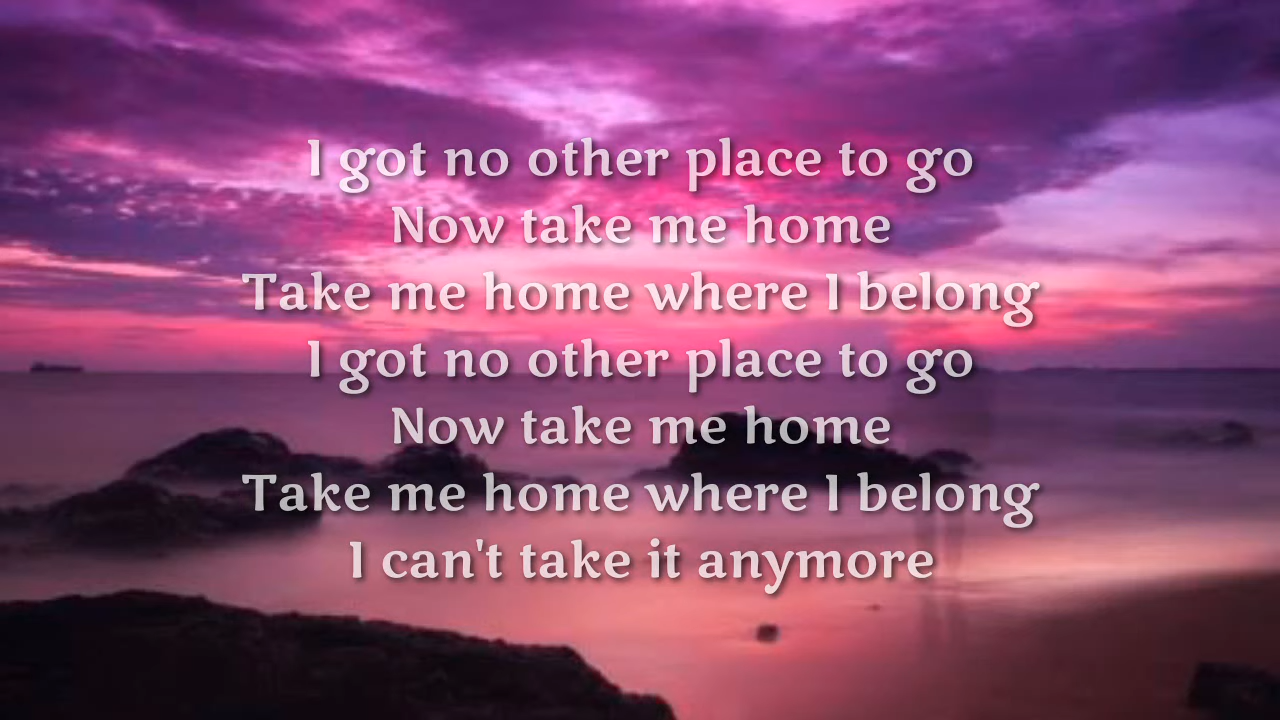 I got no other place to go
Now take me home
Take me home where I belong
I got no other place to go
Now take me home
Take me home where I belong
I can't take it anymore